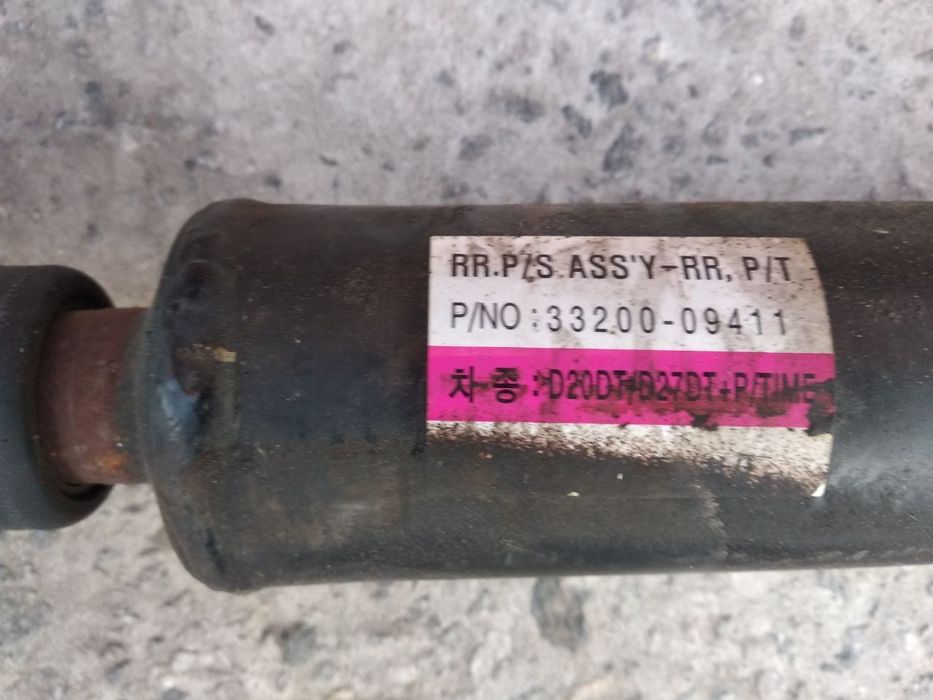 RR.P/S ASS'Y-RR, P/T
P/NO : 33200-09411
차종 : D20DT/D27DT+P/TIME